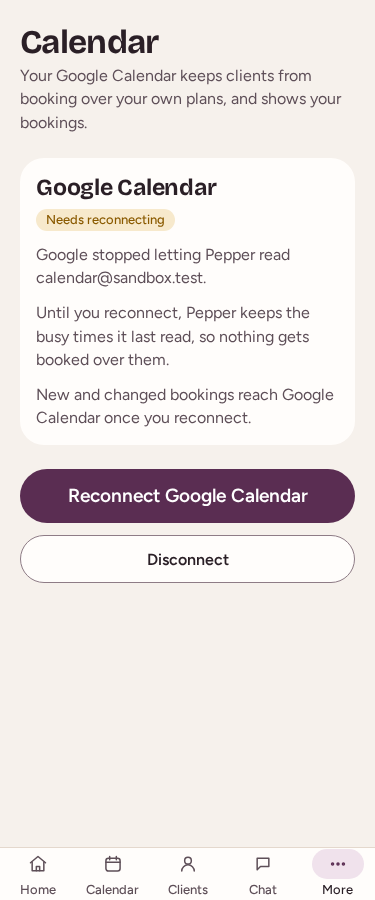 Calendar
Your Google Calendar keeps clients from
booking over your own plans, and shows your
bookings.
Google Calendar
Needs reconnecting
Google stopped letting Pepper read
calendar@sandbox.test.
Until you reconnect, Pepper keeps the
busy times it last read, so nothing gets
booked over them.
New and changed bookings reach Google
Calendar once you reconnect.
Reconnect Google Calendar
Disconnect
Home
Calendar
Clients
Chat
More